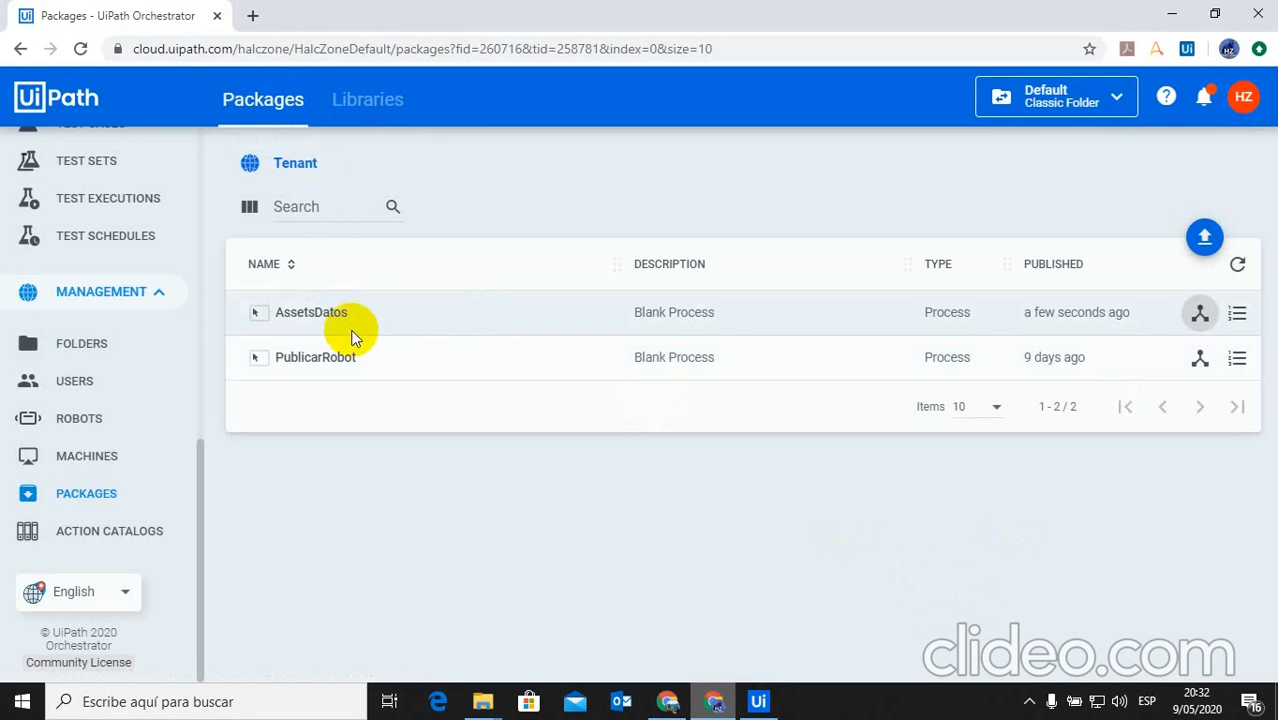 Packages - UiPath Orchestrator
cloud.uipath.com/halczone/HalcZoneDefault/packages?fid=260716&tid=258781&index=0&size=10
UiPath
Packages
Libraries
Default
Classic Folder
HZ
TEST SETS
TEST EXECUTIONS
TEST SCHEDULES
MANAGEMENT
FOLDERS
USERS
ROBOTS
MACHINES
PACKAGES
ACTION CATALOGS
English
© UiPath 2020
Orchestrator
Community License
Tenant
Search
NAME DESCRIPTION TYPE PUBLISHED
AssetsDatos Blank Process Process a few seconds ago
PublicarRobot Blank Process Process 9 days ago
Items 10 1 - 2 / 2
clideo.com
Escribe aquí para buscar
Ui
ESP
20:32
9/05/2020
16